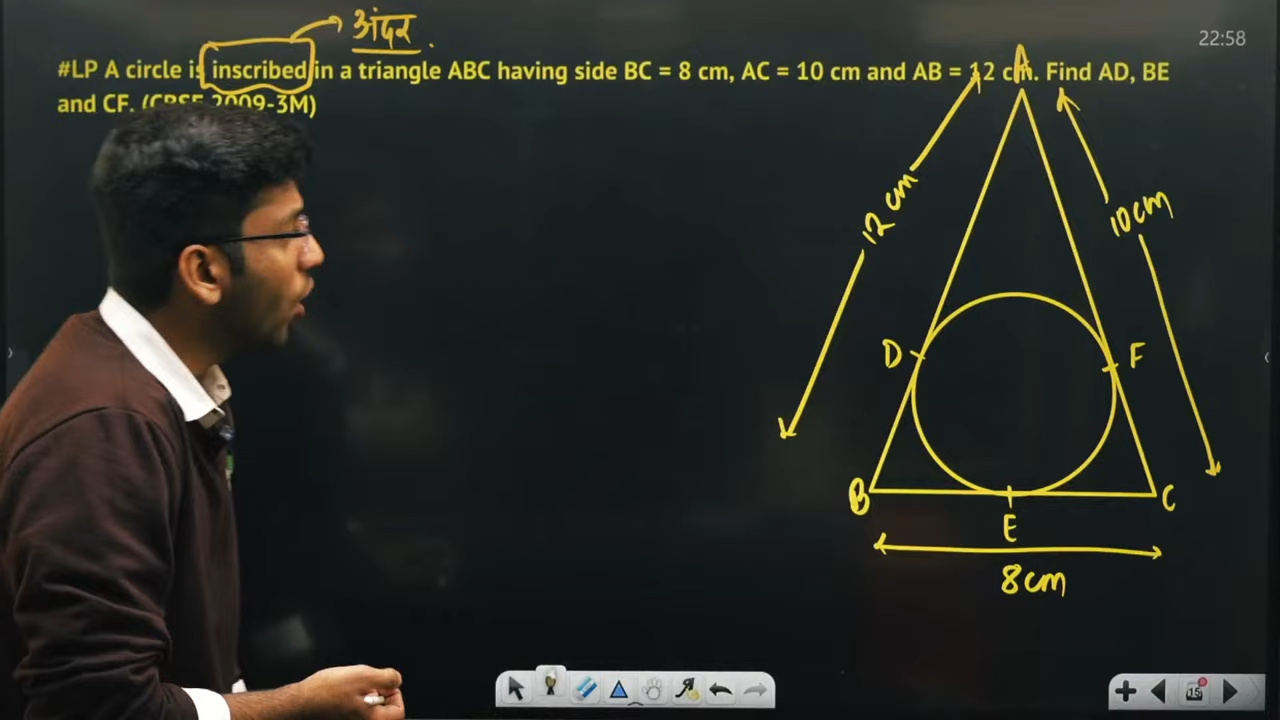 अंदर
22:58
#LP A circle is inscribed in a triangle ABC having side BC = 8 cm, AC = 10 cm and AB = 12 cm. Find AD, BE
and CF. (CBSE 2009-3M)
A
12 cm
10cm
D
F
B
C
E
8cm
15